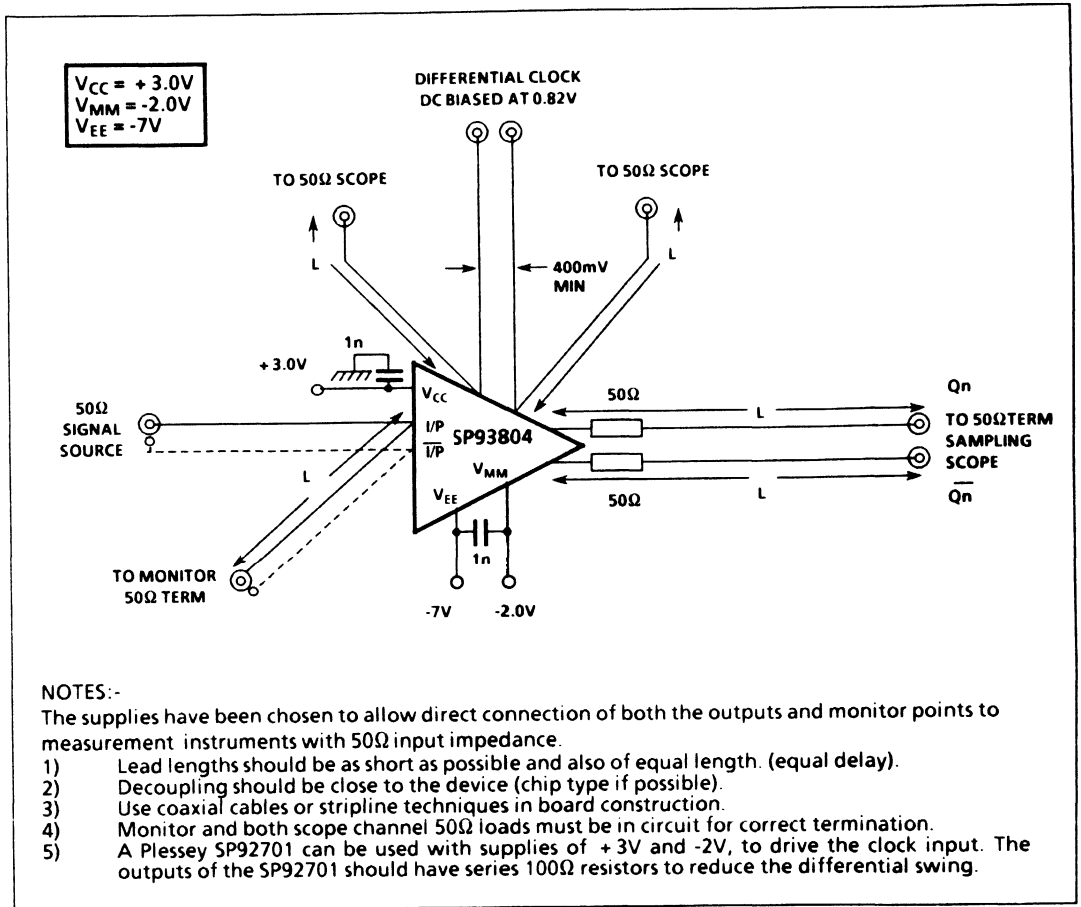 VCC = + 3.0V
VMM = -2.0V
VEE = -7V
DIFFERENTIAL CLOCK
DC BIASED AT 0.82V
TO 50Ω SCOPE
TO 50Ω SCOPE
L
L
400mV
MIN
1n
+ 3.0V
VCC
50Ω
Qn
50Ω
SIGNAL
SOURCE
I/P
I/P
SP93804
L
TO 50ΩTERM
SAMPLING
SCOPE
VMM
VEE
L
50Ω
L
Qn
1n
TO MONITOR
50Ω TERM
-7V
-2.0V
NOTES:-
The supplies have been chosen to allow direct connection of both the outputs and monitor points to
measurement instruments with 50Ω input impedance.
1) Lead lengths should be as short as possible and also of equal length. (equal delay).
2) Decoupling should be close to the device (chip type if possible).
3) Use coaxial cables or stripline techniques in board construction.
4) Monitor and both scope channel 50Ω loads must be in circuit for correct termination.
5) A Plessey SP92701 can be used with supplies of + 3V and -2V, to drive the clock input. The
outputs of the SP92701 should have series 100Ω resistors to reduce the differential swing.